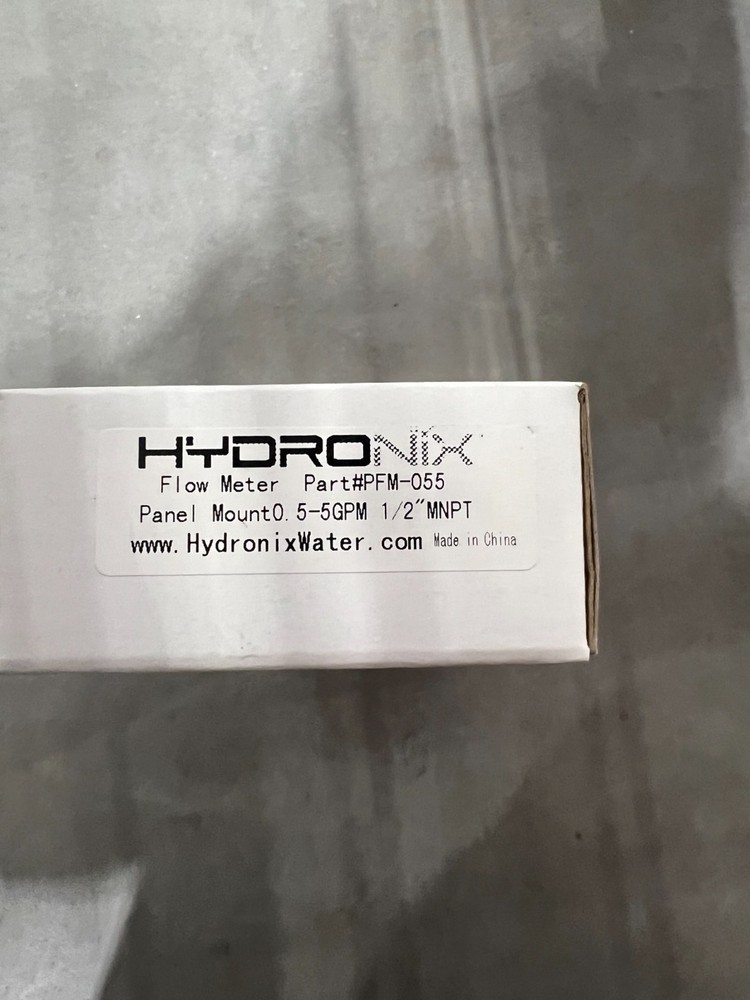 HYDRONIX
Flow Meter Part#PFM-055
Panel Mount0.5-5GPM 1/2"MNPT
www.HydronixWater.com Made in China